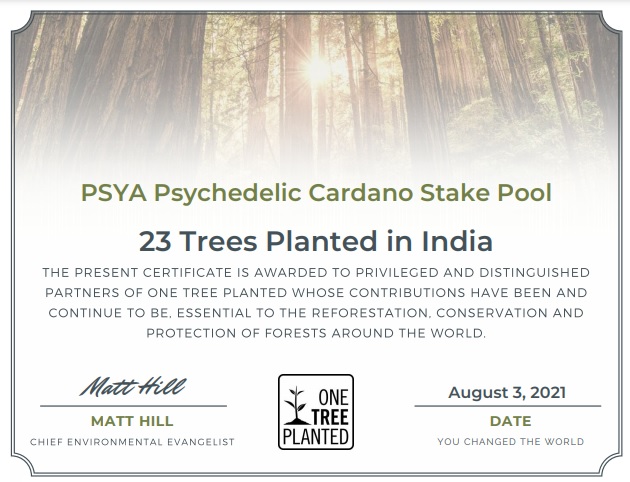 PSYA Psychedelic Cardano Stake Pool
23 Trees Planted in India
THE PRESENT CERTIFICATE IS AWARDED TO PRIVILEGED AND DISTINGUISHED
PARTNERS OF ONE TREE PLANTED WHOSE CONTRIBUTIONS HAVE BEEN AND
CONTINUE TO BE, ESSENTIAL TO THE REFORESTATION, CONSERVATION AND
PROTECTION OF FORESTS AROUND THE WORLD.
Matt Hill
MATT HILL
CHIEF ENVIRONMENTAL EVANGELIST
ONE
TREE
PLANTED
August 3, 2021
DATE
YOU CHANGED THE WORLD